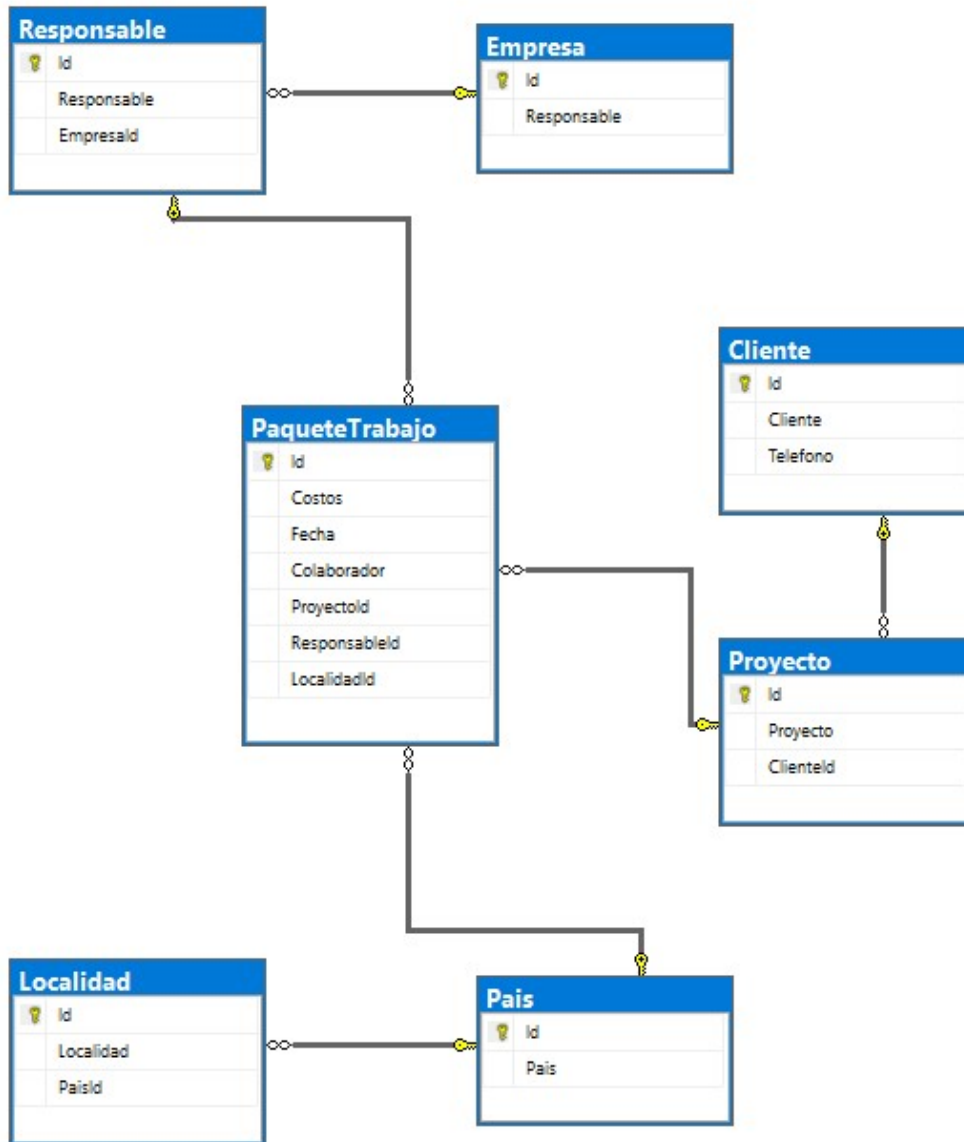 Responsable
Id
Responsable
EmpresaId
Empresa
Id
Responsable
Cliente
Id
Cliente
Telefono
PaqueteTrabajo
Id
Costos
Fecha
Colaborador
ProyectoId
ResponsableId
LocalidadId
Proyecto
Id
Proyecto
ClienteId
Localidad
Id
Localidad
PaisId
Pais
Id
Pais